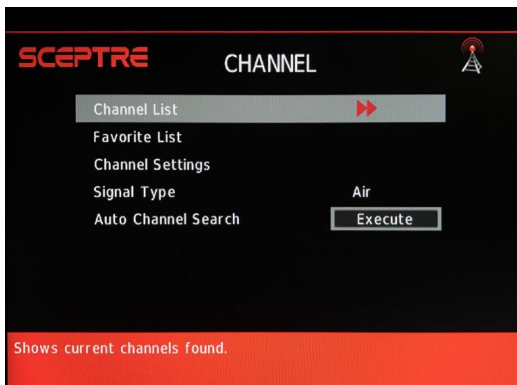 SCEPTRE
CHANNEL
Channel List
Favorite List
Channel Settings
Signal Type Air
Auto Channel Search Execute
Shows current channels found.